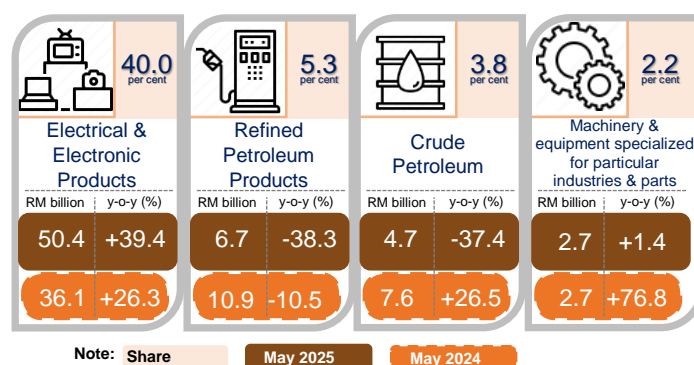 40.0
per cent
Electrical &
Electronic
Products
RM billion y-o-y (%)
50.4 +39.4
36.1 +26.3
5.3
per cent
Refined
Petroleum
Products
RM billion y-o-y (%)
6.7 -38.3
10.9 -10.5
3.8
per cent
Crude
Petroleum
RM billion y-o-y (%)
4.7 -37.4
7.6 +26.5
2.2
per cent
Machinery &
equipment specialized
for particular
industries & parts
RM billion y-o-y (%)
2.7 +1.4
2.7 +76.8
Note: Share May 2025 May 2024